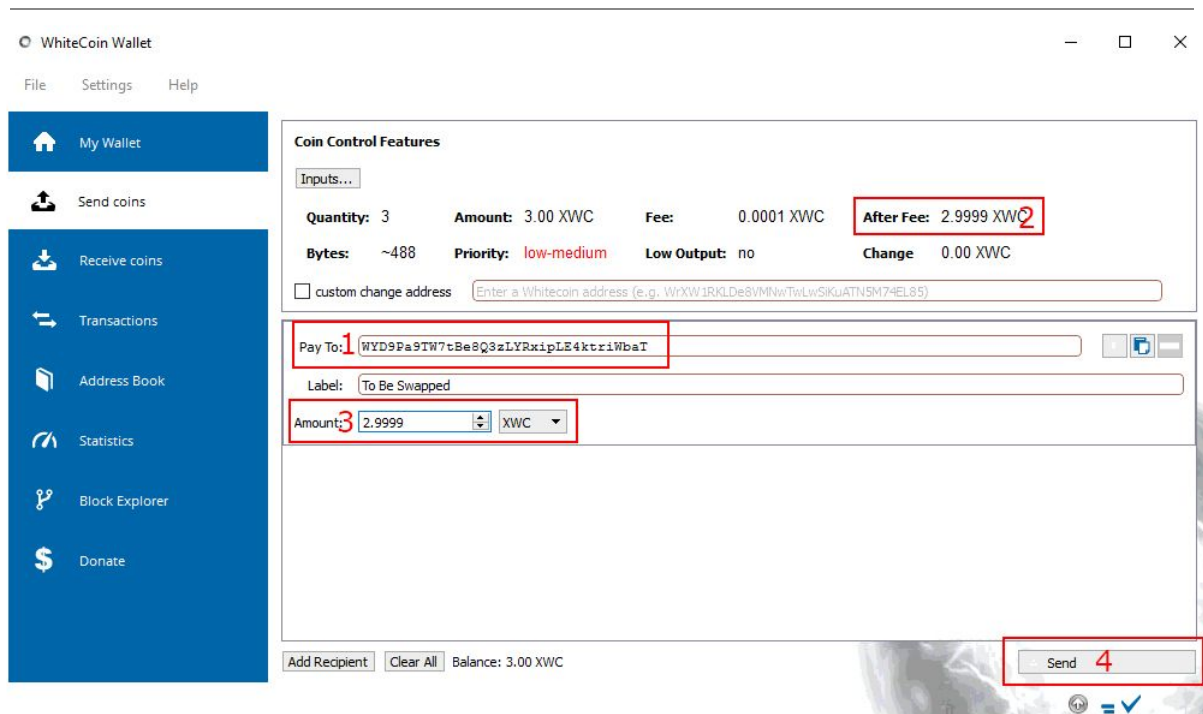 WhiteCoin Wallet
File Settings Help
My Wallet
Send coins
Receive coins
Transactions
Address Book
Statistics
Block Explorer
Donate
Coin Control Features
Inputs...
Quantity: 3 Amount: 3.00 XWC Fee: 0.0001 XWC After Fee: 2.9999 XWC 2
Bytes: ~488 Priority: low-medium Low Output: no Change 0.00 XWC
custom change address Enter a Whitecoin address (e.g. WrXW1RKLDe8VMNwTwLwSiKuATN5M74EL85)
Pay To: 1 WYD9Pa9TW7tBe8Q3zLYRxipLE4ktriWbaT
Label: To Be Swapped
Amount: 3 2.9999 XWC
Add Recipient Clear All Balance: 3.00 XWC Send 4